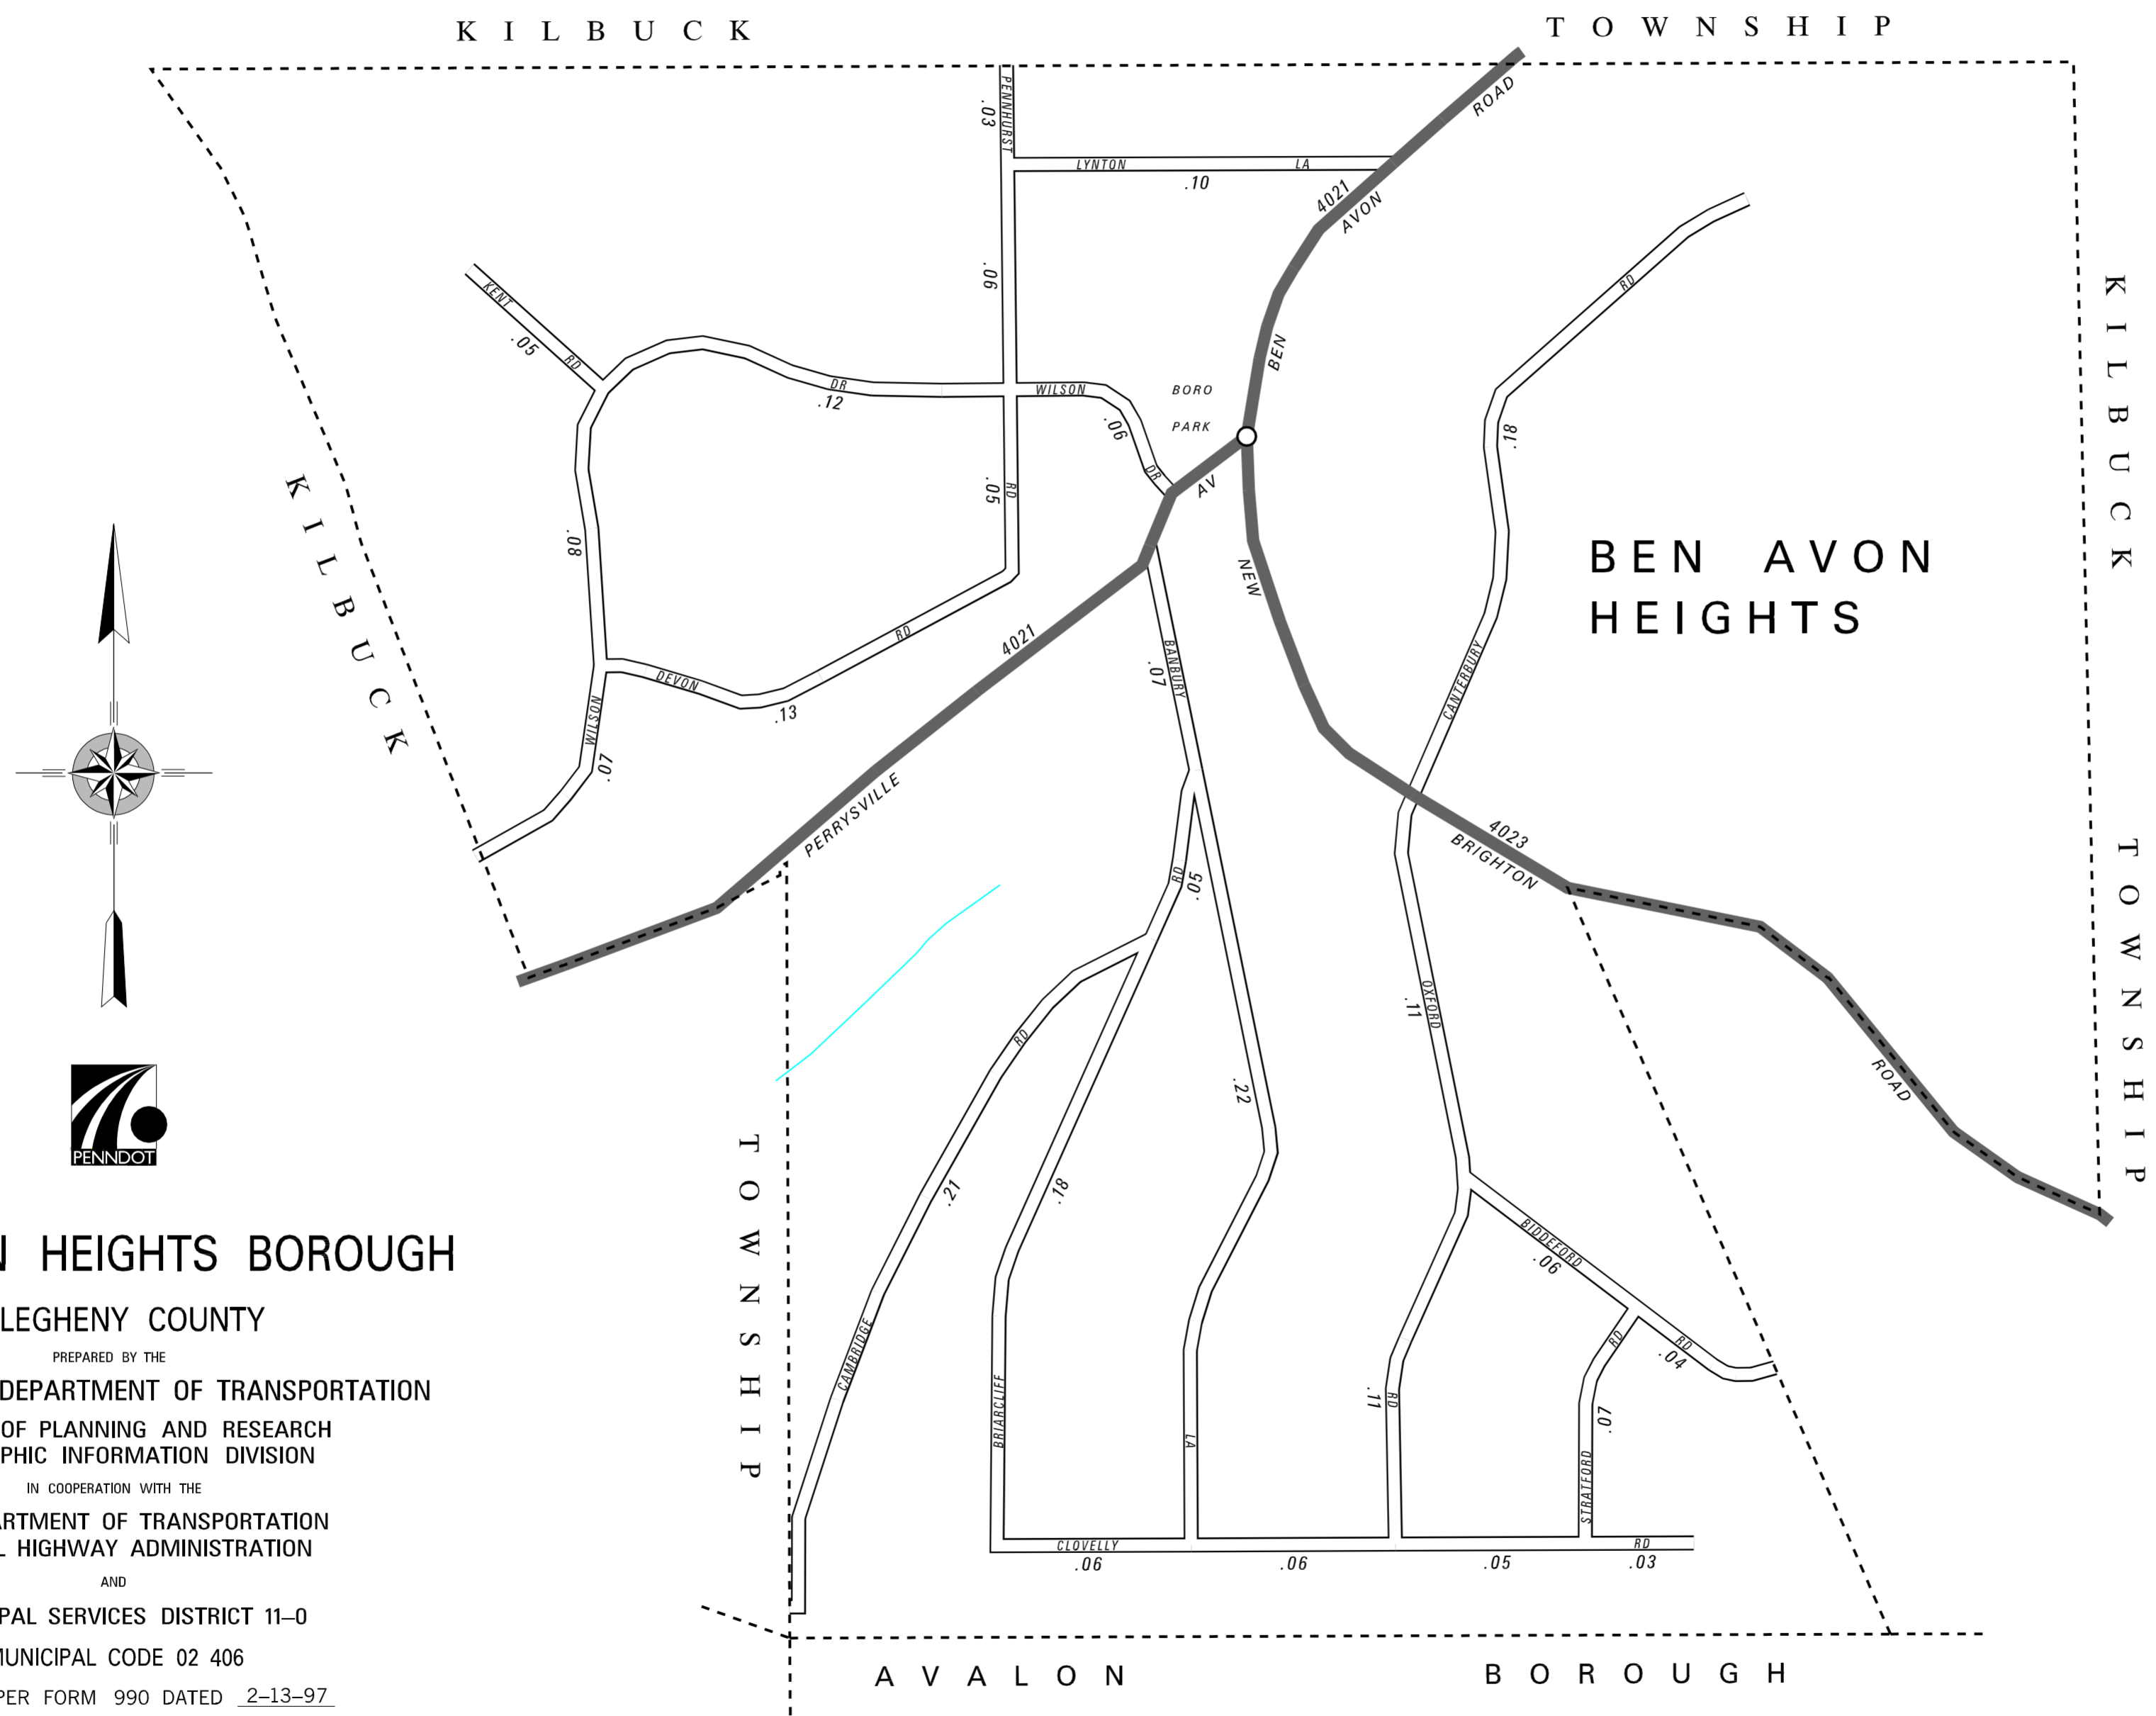 KILBUCK TOWNSHIP
PENNHURST
.03
LYNTON LA
.10
ROAD
4021
AVON
.06
KENT RD
.05
DR
.12
WILSON
.06
DR
BORO
PARK
BEN
AV
RD
.05
RD
.18
KILBUCK
BEN AVON
HEIGHTS
KILBUCK
.08
NEW
4021
RD
DEVON
.13
WILSON
.07
BANBURY
.07
CANTERBURY
PERRYSVILLE
4023
BRIGHTON
RD
.05
TOWNSHIP
OXFORD
.11
ROAD
RD
.22
.21
.18
TOWNSHIP
BIDDEFORD
.06
RD
.04
RD
.07
STRATFORD
CAMBRIDGE
BRIARCLIFF
LA
RD
.11
CLOVELLY RD
.06 .06 .05 .03
AVALON BOROUGH
PENNDOT
N HEIGHTS BOROUGH
LEGHENY COUNTY
PREPARED BY THE
DEPARTMENT OF TRANSPORTATION
OF PLANNING AND RESEARCH
PHIC INFORMATION DIVISION
IN COOPERATION WITH THE
ARTMENT OF TRANSPORTATION
L HIGHWAY ADMINISTRATION
AND
PAL SERVICES DISTRICT 11–0
MUNICIPAL CODE 02 406
PER FORM 990 DATED 2–13–97